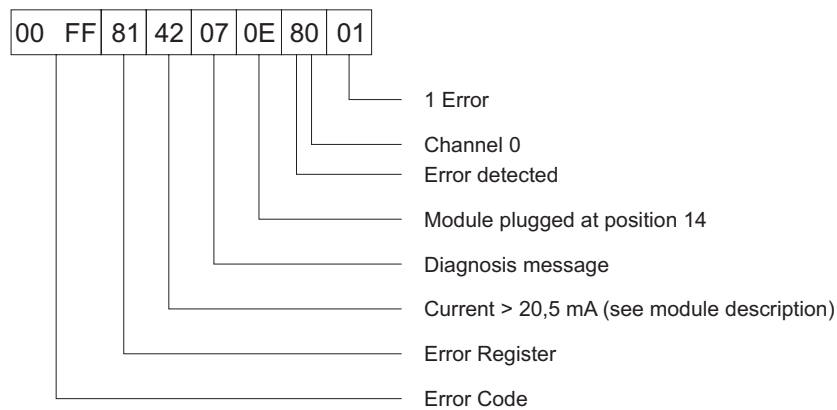 00 FF 81 42 07 0E 80 01
1 Error
Channel 0
Error detected
Module plugged at position 14
Diagnosis message
Current > 20,5 mA (see module description)
Error Register
Error Code